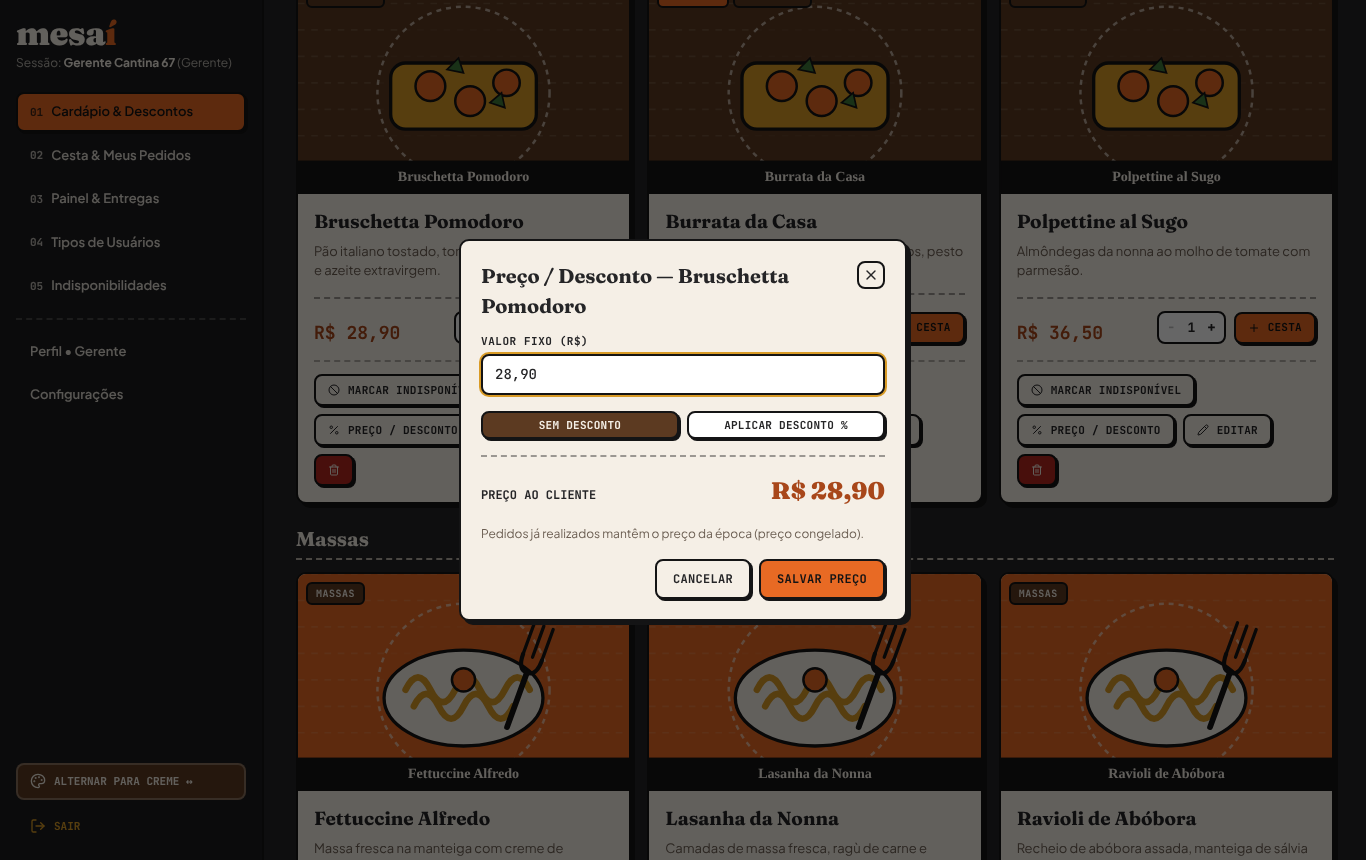 mesaí
Sessão: Gerente Cantina 67 (Gerente)
01 Cardápio & Descontos
02 Cesta & Meus Pedidos
03 Painel & Entregas
04 Tipos de Usuários
05 Indisponibilidades
Perfil • Gerente
Configurações
ALTERNAR PARA CREME ↔
SAIR
Bruschetta Pomodoro
Burrata da Casa
Polpettine al Sugo
Bruschetta Pomodoro
Pão italiano tostado,
e azeite extravirgem.
R$ 28,90
MARCAR
PREÇO / DESCONTO
Burrata da Casa
pesto
CESTA
Polpettine al Sugo
Almôndegas da nonna ao molho de tomate com
parmesão.
R$ 36,50
- 1 +
+ CESTA
MARCAR INDISPONÍVEL
% PREÇO / DESCONTO
EDITAR
Preço / Desconto — Bruschetta
Pomodoro
VALOR FIXO (R$)
28,90
SEM DESCONTO
APLICAR DESCONTO %
PREÇO AO CLIENTE
R$ 28,90
Pedidos já realizados mantêm o preço da época (preço congelado).
CANCELAR
SALVAR PREÇO
Massas
MASSAS
MASSAS
Fettuccine Alfredo
Lasanha da Nonna
Ravioli de Abóbora
Fettuccine Alfredo
Massa fresca na manteiga com creme de
Lasanha da Nonna
Camadas de massa fresca, ragù de carne e
Ravioli de Abóbora
Recheio de abóbora assada, manteiga de sálvia